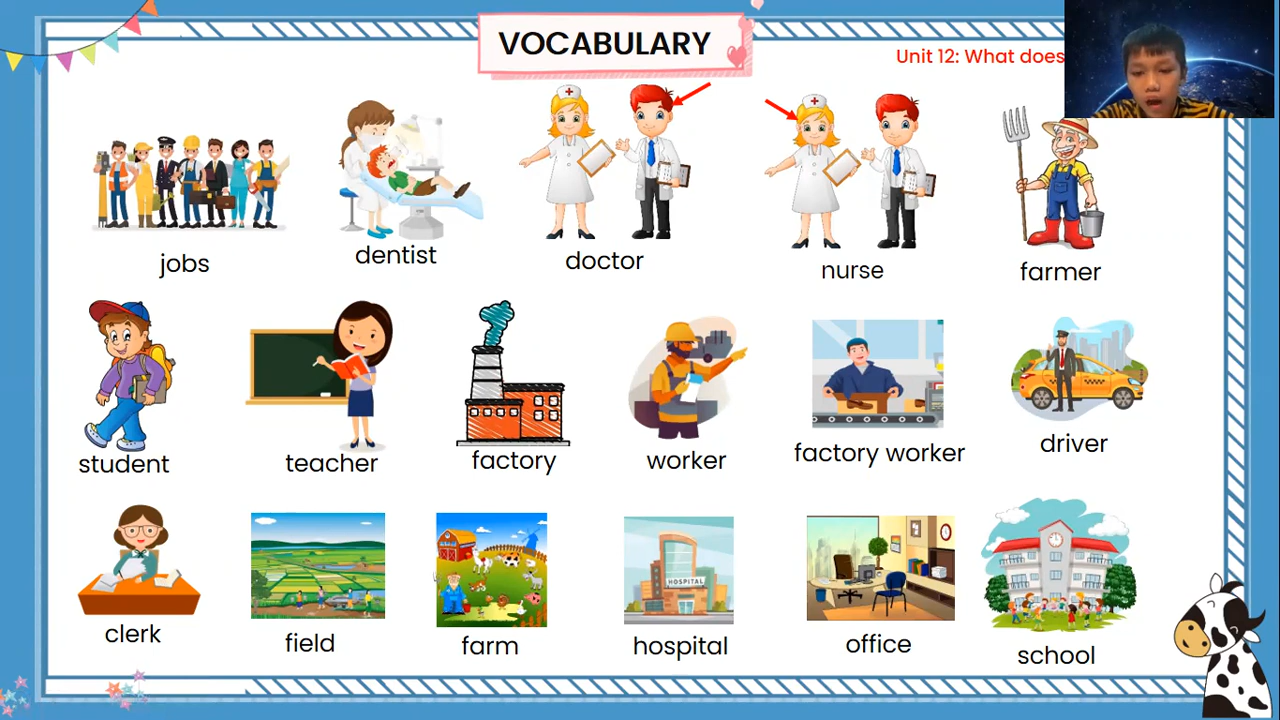 VOCABULARY
Unit 12: What does
jobs
dentist
doctor
nurse
farmer
student
teacher
factory
worker
factory worker
driver
clerk
field
farm
HOSPITAL
hospital
office
school